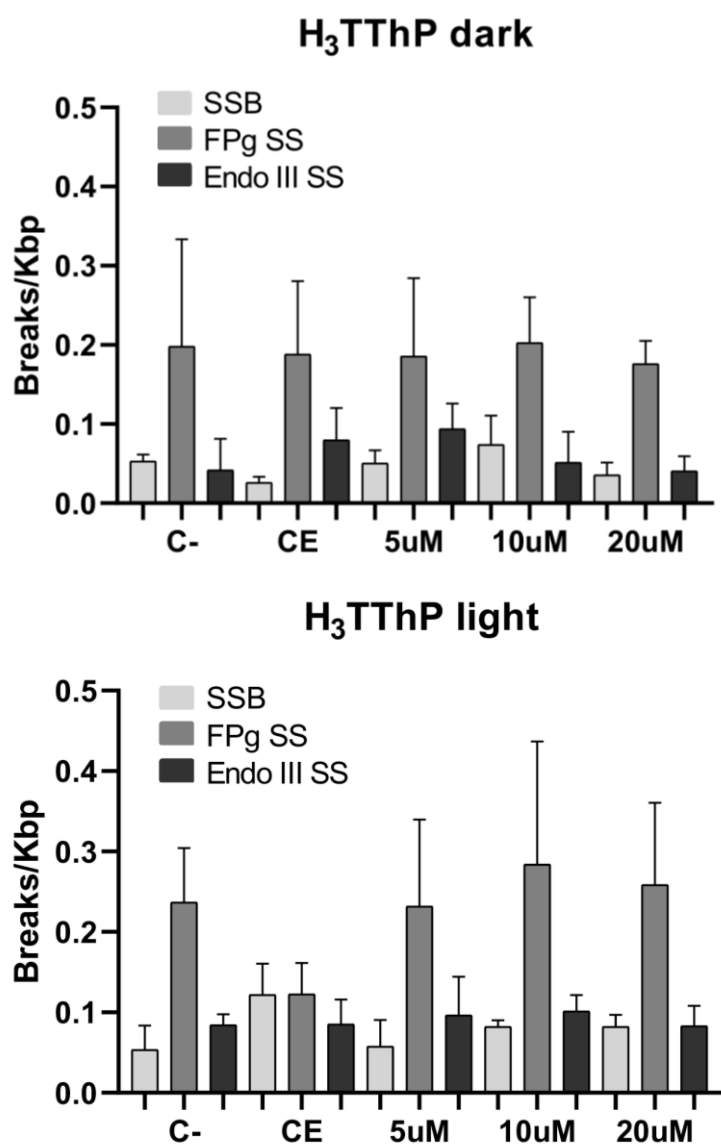 H₃TThP dark
Breaks/Kbp
0.5
0.4
0.3
0.2
0.1
0.0
SSB
FPg SS
Endo III SS
C- CE 5uM 10uM 20uM
H₃TThP light
Breaks/Kbp
0.5
0.4
0.3
0.2
0.1
0.0
SSB
FPg SS
Endo III SS
C- CE 5uM 10uM 20uM